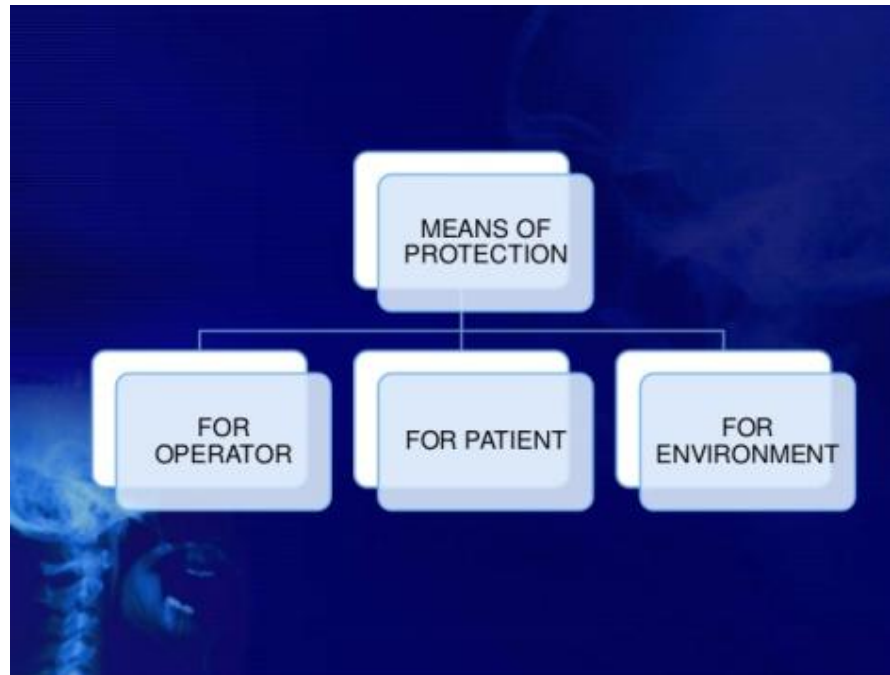 MEANS OF
PROTECTION
FOR
OPERATOR
FOR PATIENT
FOR
ENVIRONMENT